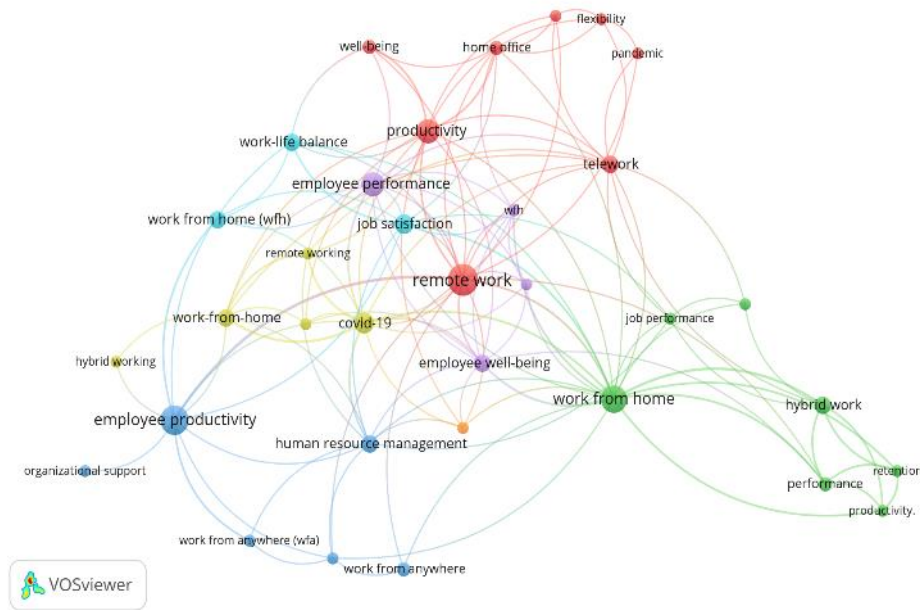 flexibility
well-being
home office
pandemic
productivity
work-life balance
telework
employee performance
wfh
work from home (wfh)
job satisfaction
remote working
remote work
work-from-home
covid-19
job performance
hybrid working
employee well-being
work from home
hybrid work
employee productivity
human resource management
organizational support
retention
performance
productivity.
work from anywhere (wfa)
work from anywhere
VOSviewer